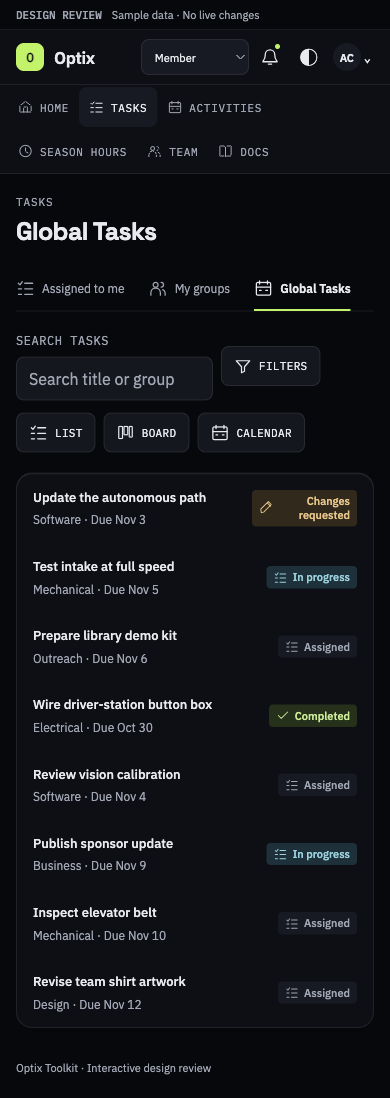 DESIGN REVIEW Sample data · No live changes
O Optix Member AC
HOME TASKS ACTIVITIES
SEASON HOURS TEAM DOCS
TASKS
Global Tasks
Assigned to me My groups Global Tasks
SEARCH TASKS
Search title or group FILTERS
LIST BOARD CALENDAR
Update the autonomous path
Software · Due Nov 3
Changes
requested
Test intake at full speed
Mechanical · Due Nov 5
In progress
Prepare library demo kit
Outreach · Due Nov 6
Assigned
Wire driver-station button box
Electrical · Due Oct 30
Completed
Review vision calibration
Software · Due Nov 4
Assigned
Publish sponsor update
Business · Due Nov 9
In progress
Inspect elevator belt
Mechanical · Due Nov 10
Assigned
Revise team shirt artwork
Design · Due Nov 12
Assigned
Optix Toolkit · Interactive design review